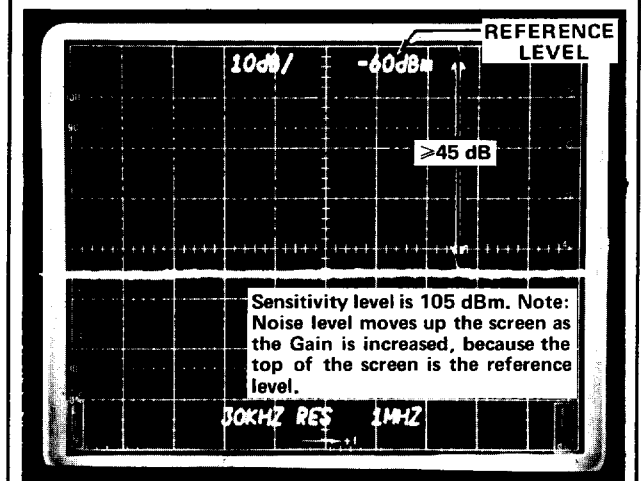 REFERENCE
LEVEL
10dB/ -60dBm
≥45 dB
Sensitivity level is 105 dBm. Note:
Noise level moves up the screen as
the Gain is increased, because the
top of the screen is the reference
level.
30KHZ RES 1MHZ